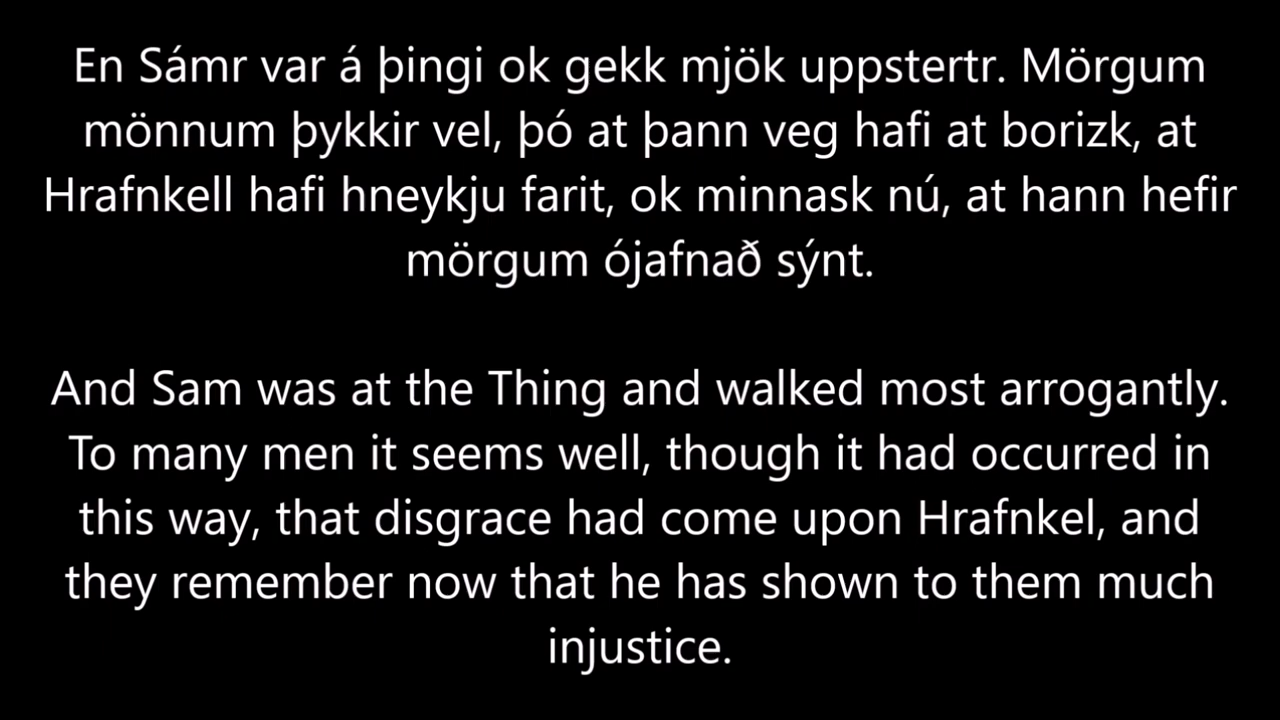 En Sámr var á þingi ok gekk mjök uppstertr. Mörgum
mönnum þykkir vel, þó at þann veg hafi at borizk, at
Hrafnkell hafi hneykju farit, ok minnask nú, at hann hefir
mörgum ójafnað sýnt.
And Sam was at the Thing and walked most arrogantly.
To many men it seems well, though it had occurred in
this way, that disgrace had come upon Hrafnkel, and
they remember now that he has shown to them much
injustice.